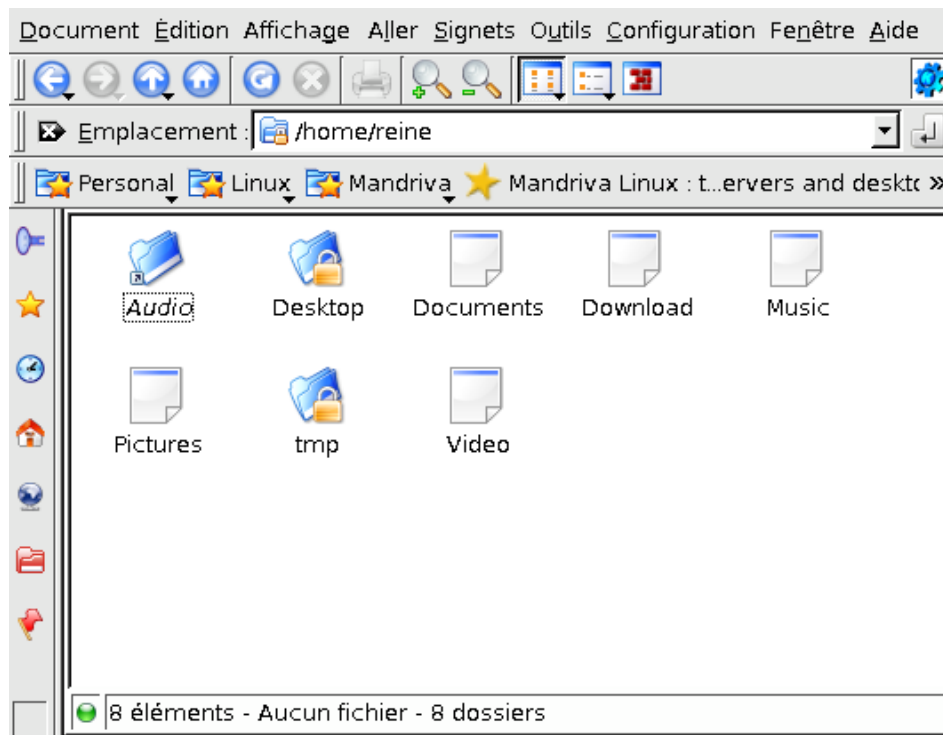 Document Édition Affichage Aller Signets Outils Configuration Fenêtre Aide
Emplacement : /home/reine
Personal Linux Mandriva Mandriva Linux : t...ervers and deskt »
Audio Desktop Documents Download Music
Pictures tmp Video
8 éléments - Aucun fichier - 8 dossiers